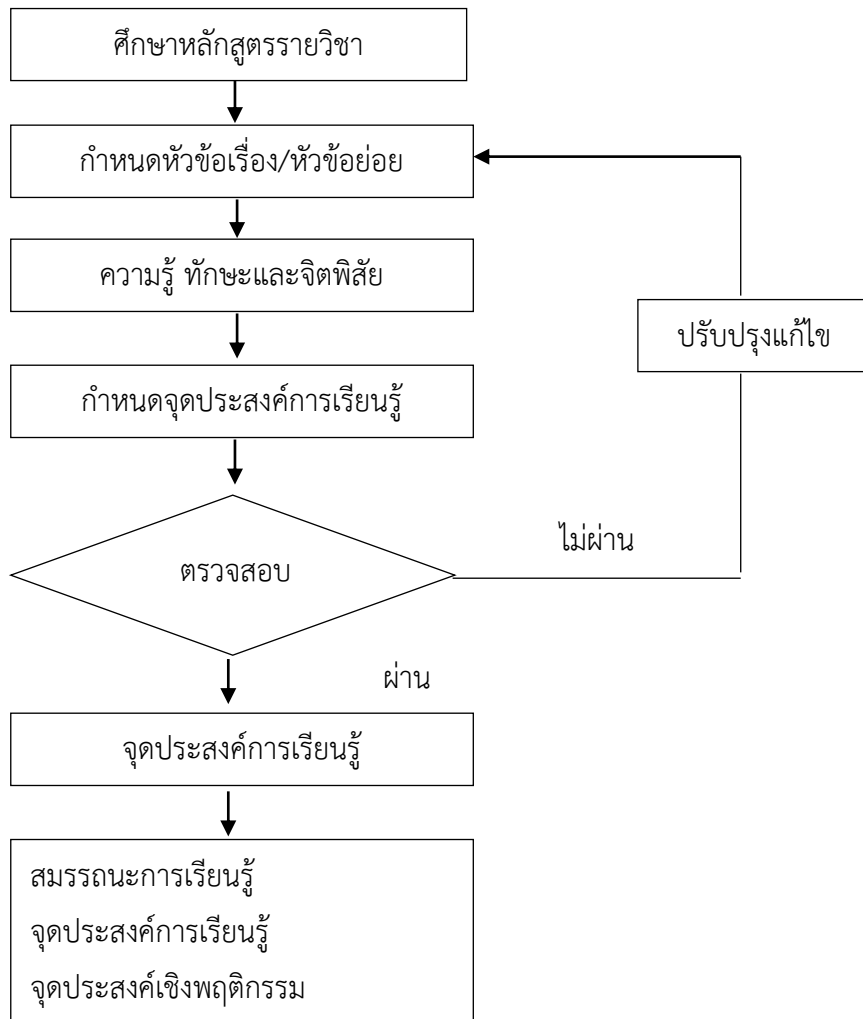 ศึกษาหลักสูตรรายวิชา
กำหนดหัวข้อเรื่อง/หัวข้อย่อย
ความรู้ ทักษะและจิตพิสัย
ปรับปรุงแก้ไข
กำหนดจุดประสงค์การเรียนรู้
ไม่ผ่าน
ตรวจสอบ
ผ่าน
จุดประสงค์การเรียนรู้
สมรรถนะการเรียนรู้
จุดประสงค์การเรียนรู้
จุดประสงค์เชิงพฤติกรรม